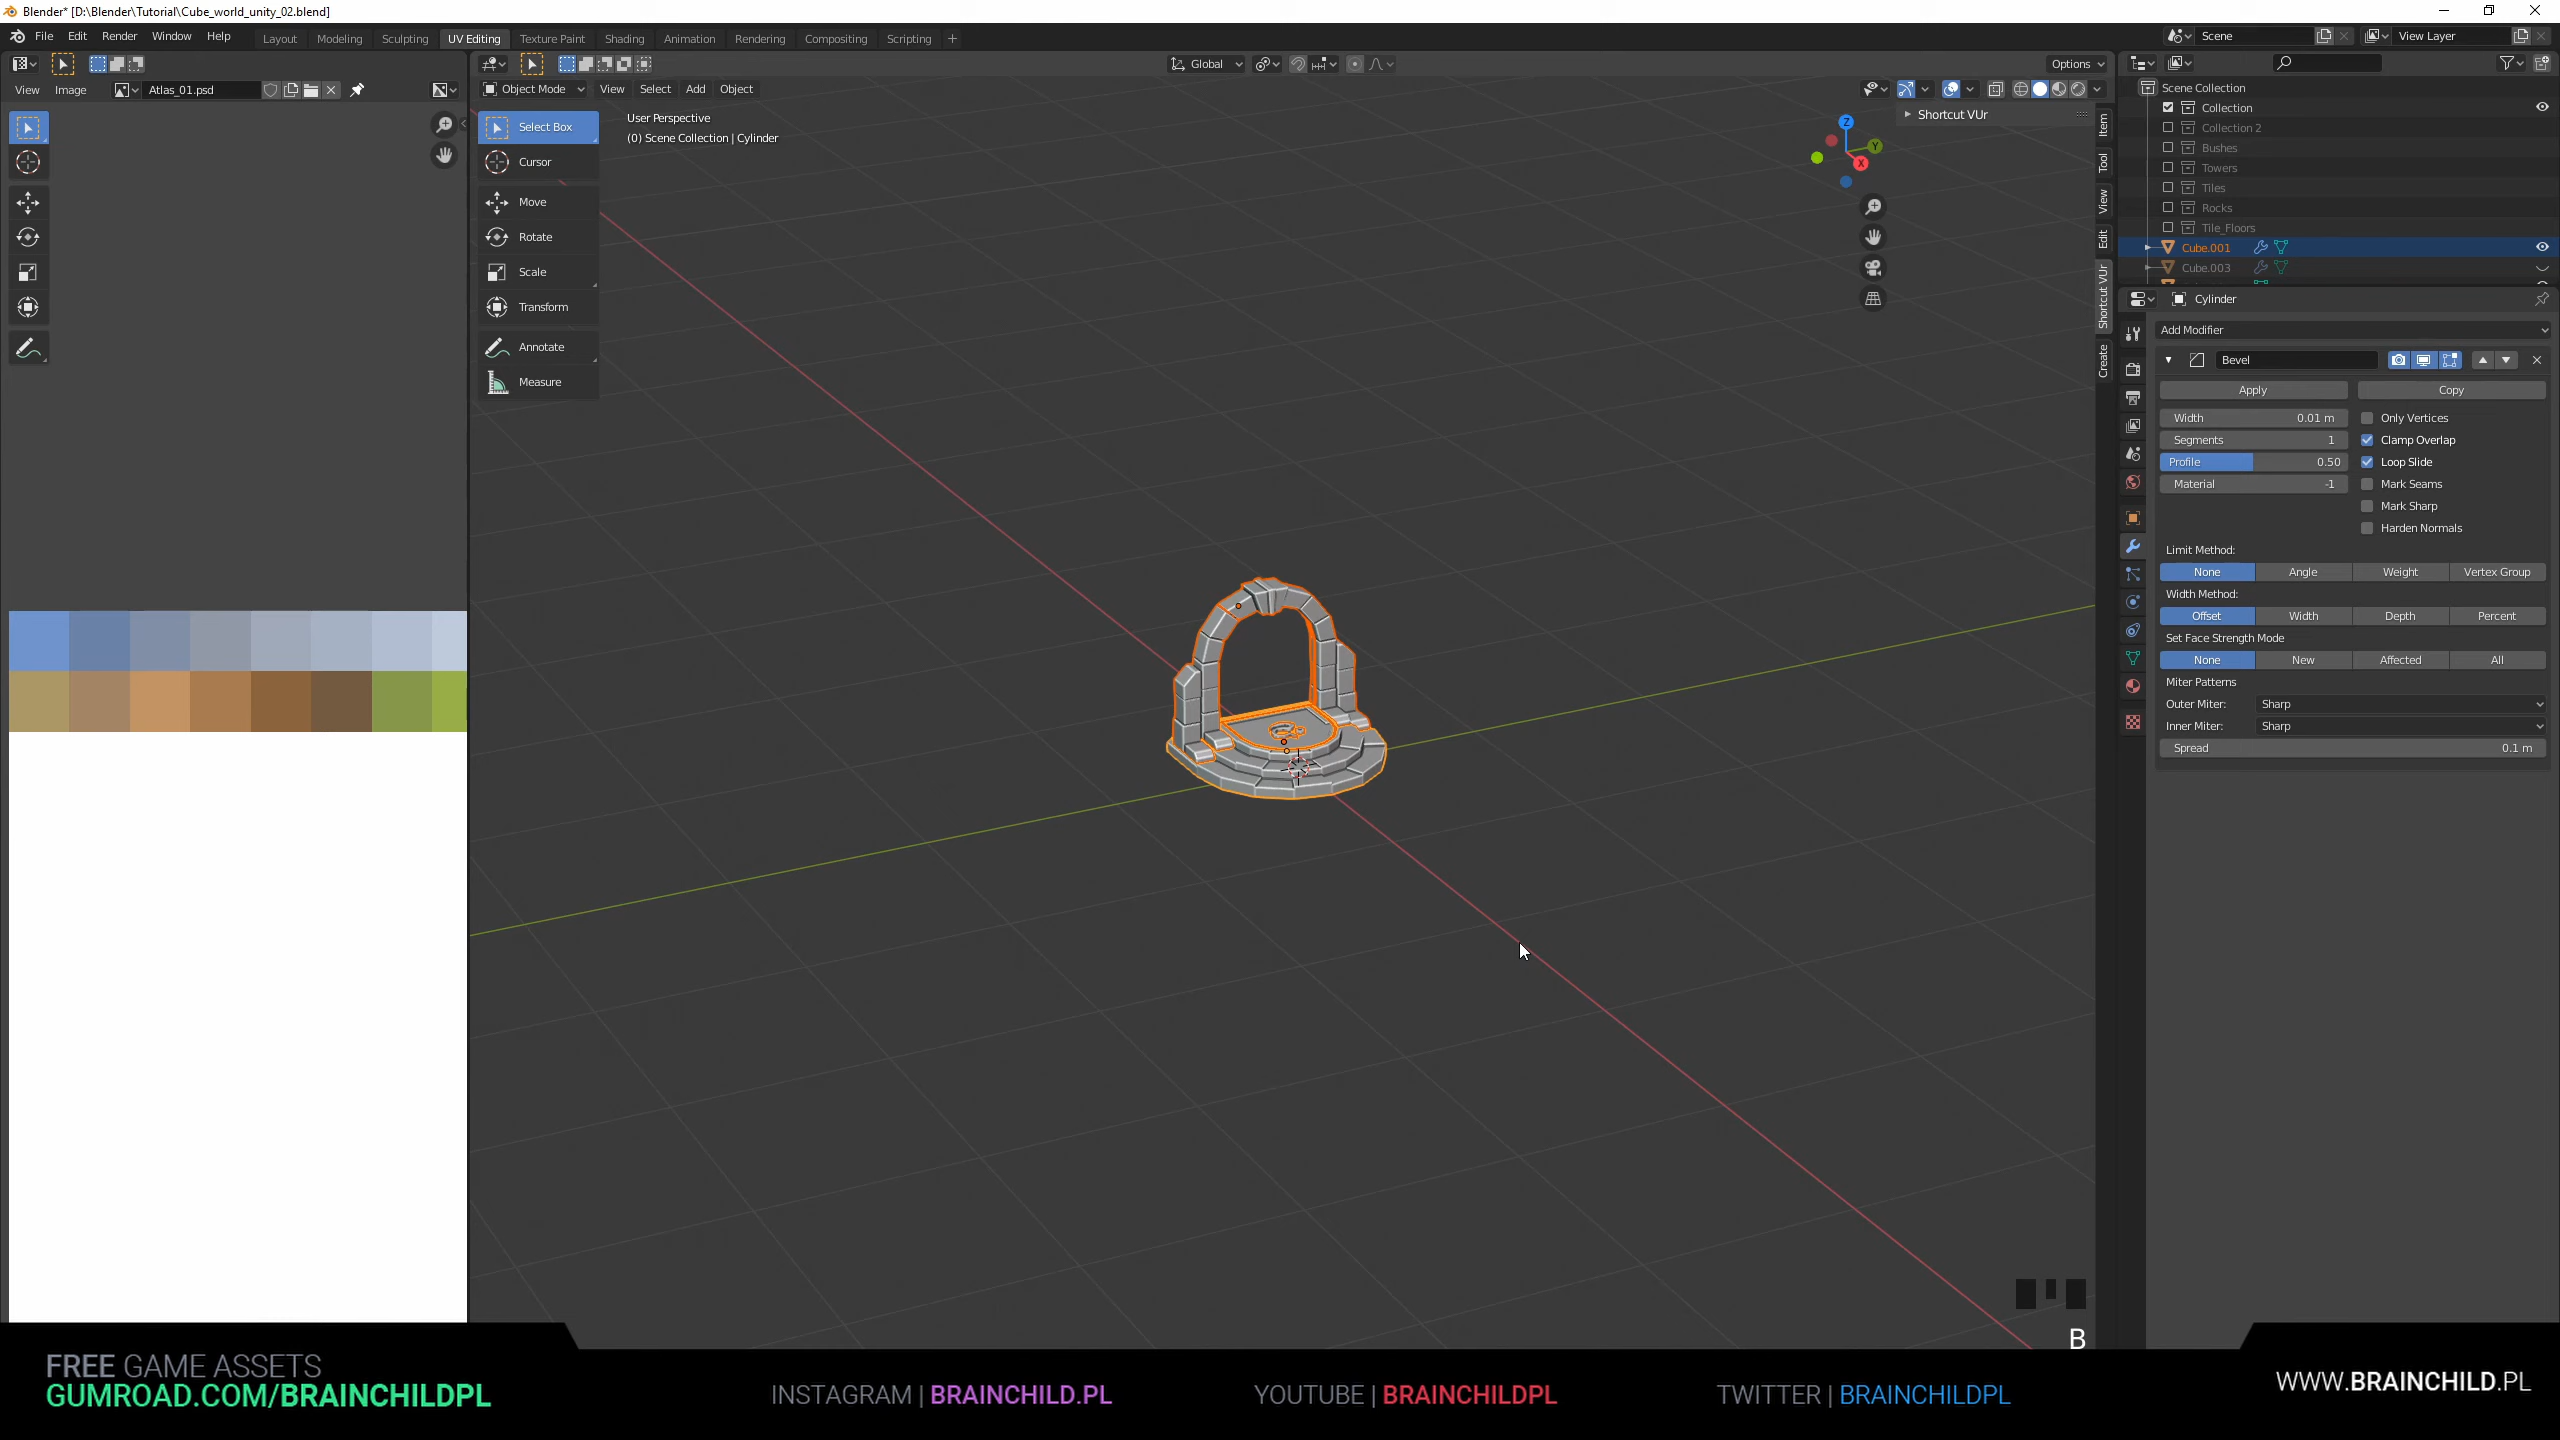 Blender* [D:\Blender\Tutorial\Cube_world_unity_02.blend]
File Edit Render Window Help
Layout Modeling Sculpting UV Editing Texture Paint Shading Animation Rendering Compositing Scripting +
Scene
View Layer
Global
Options
View Image
Atlas_01.psd
Object Mode View Select Add Object
Select Box
Cursor
Move
Rotate
Scale
Transform
Annotate
Measure
User Perspective
(0) Scene Collection | Cylinder
Shortcut VUr
Z
Y
X
Item
Tool
View
Edit
Shortcut VUr
Create
Scene Collection
Collection
Collection 2
Bushes
Towers
Tiles
Rocks
Tile_Floors
Cube.001
Cube.003
Cylinder
Add Modifier
Bevel
Apply Copy
Width 0.01 m Only Vertices
Segments 1 Clamp Overlap
Profile 0.50 Loop Slide
Material -1 Mark Seams
Mark Sharp
Harden Normals
Limit Method:
None Angle Weight Vertex Group
Width Method:
Offset Width Depth Percent
Set Face Strength Mode
None New Affected All
Miter Patterns
Outer Miter: Sharp
Inner Miter: Sharp
Spread 0.1 m
B
FREE GAME ASSETS
GUMROAD.COM/BRAINCHILDPL
INSTAGRAM | BRAINCHILD.PL
YOUTUBE | BRAINCHILDPL
TWITTER | BRAINCHILDPL
WWW.BRAINCHILD.PL